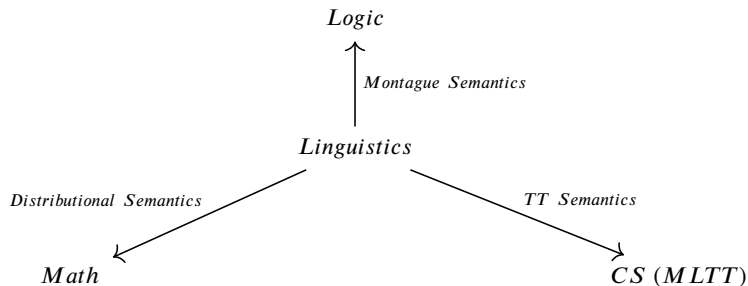 Logic
Montague Semantics
Linguistics
Distributional Semantics
TT Semantics
Math
CS (MLTT)